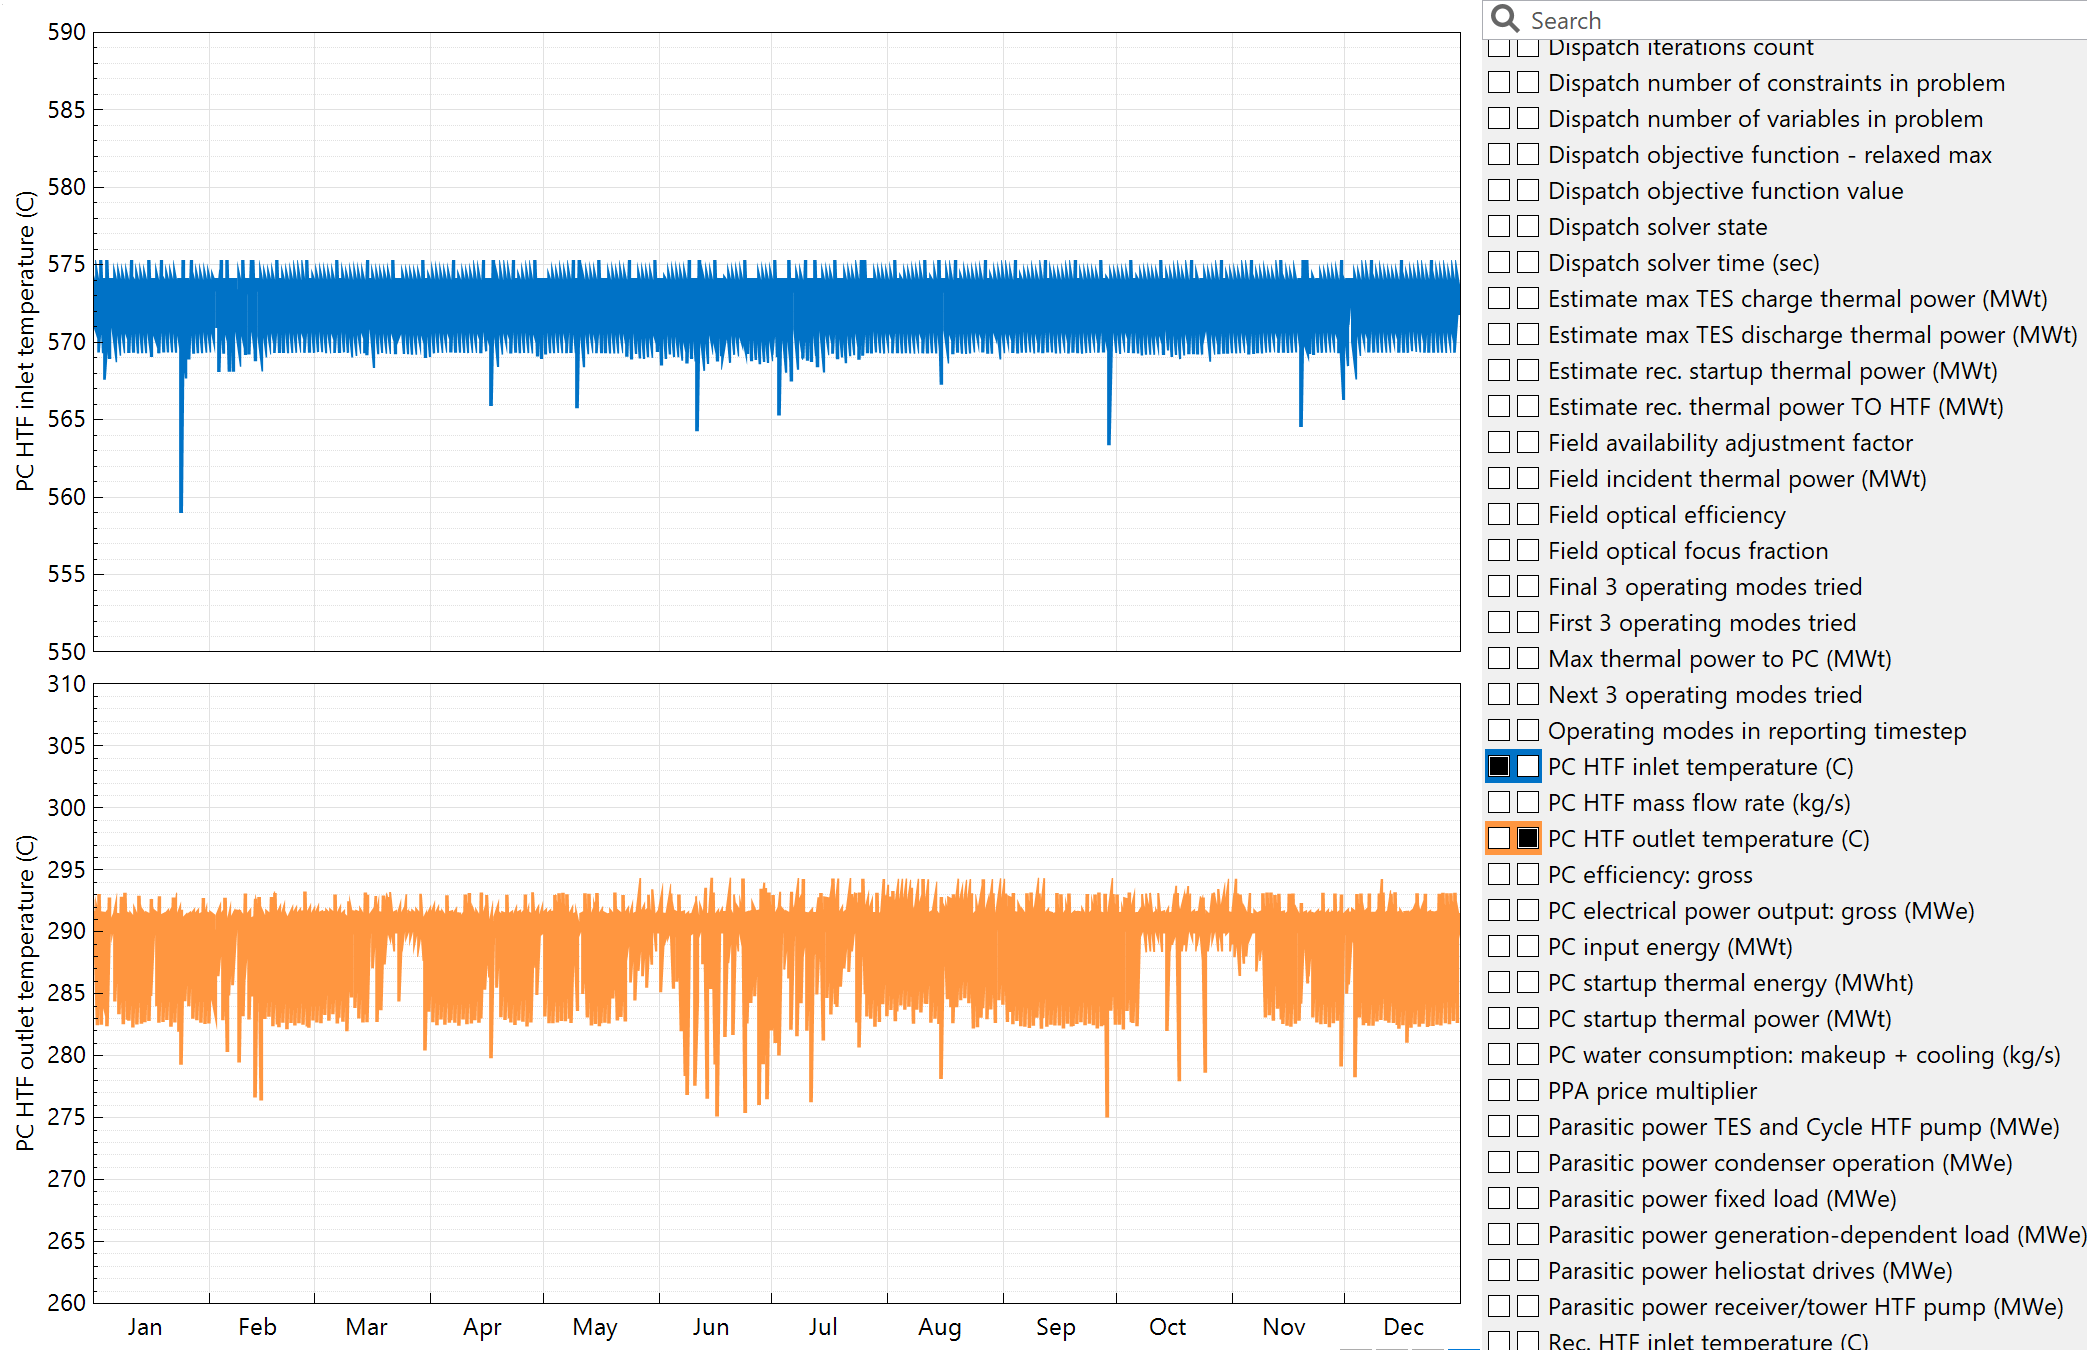 590
585
580
575
570
565
560
555
550
PC HTF inlet temperature (C)
310
305
300
295
290
285
280
275
270
265
260
PC HTF outlet temperature (C)
Jan Feb Mar Apr May Jun Jul Aug Sep Oct Nov Dec
Search
Dispatch iterations count
Dispatch number of constraints in problem
Dispatch number of variables in problem
Dispatch objective function - relaxed max
Dispatch objective function value
Dispatch solver state
Dispatch solver time (sec)
Estimate max TES charge thermal power (MWt)
Estimate max TES discharge thermal power (MWt)
Estimate rec. startup thermal power (MWt)
Estimate rec. thermal power TO HTF (MWt)
Field availability adjustment factor
Field incident thermal power (MWt)
Field optical efficiency
Field optical focus fraction
Final 3 operating modes tried
First 3 operating modes tried
Max thermal power to PC (MWt)
Next 3 operating modes tried
Operating modes in reporting timestep
PC HTF inlet temperature (C)
PC HTF mass flow rate (kg/s)
PC HTF outlet temperature (C)
PC efficiency: gross
PC electrical power output: gross (MWe)
PC input energy (MWt)
PC startup thermal energy (MWht)
PC startup thermal power (MWt)
PC water consumption: makeup + cooling (kg/s)
PPA price multiplier
Parasitic power TES and Cycle HTF pump (MWe)
Parasitic power condenser operation (MWe)
Parasitic power fixed load (MWe)
Parasitic power generation-dependent load (MWe)
Parasitic power heliostat drives (MWe)
Parasitic power receiver/tower HTF pump (MWe)
Rec. HTF inlet temperature (C)